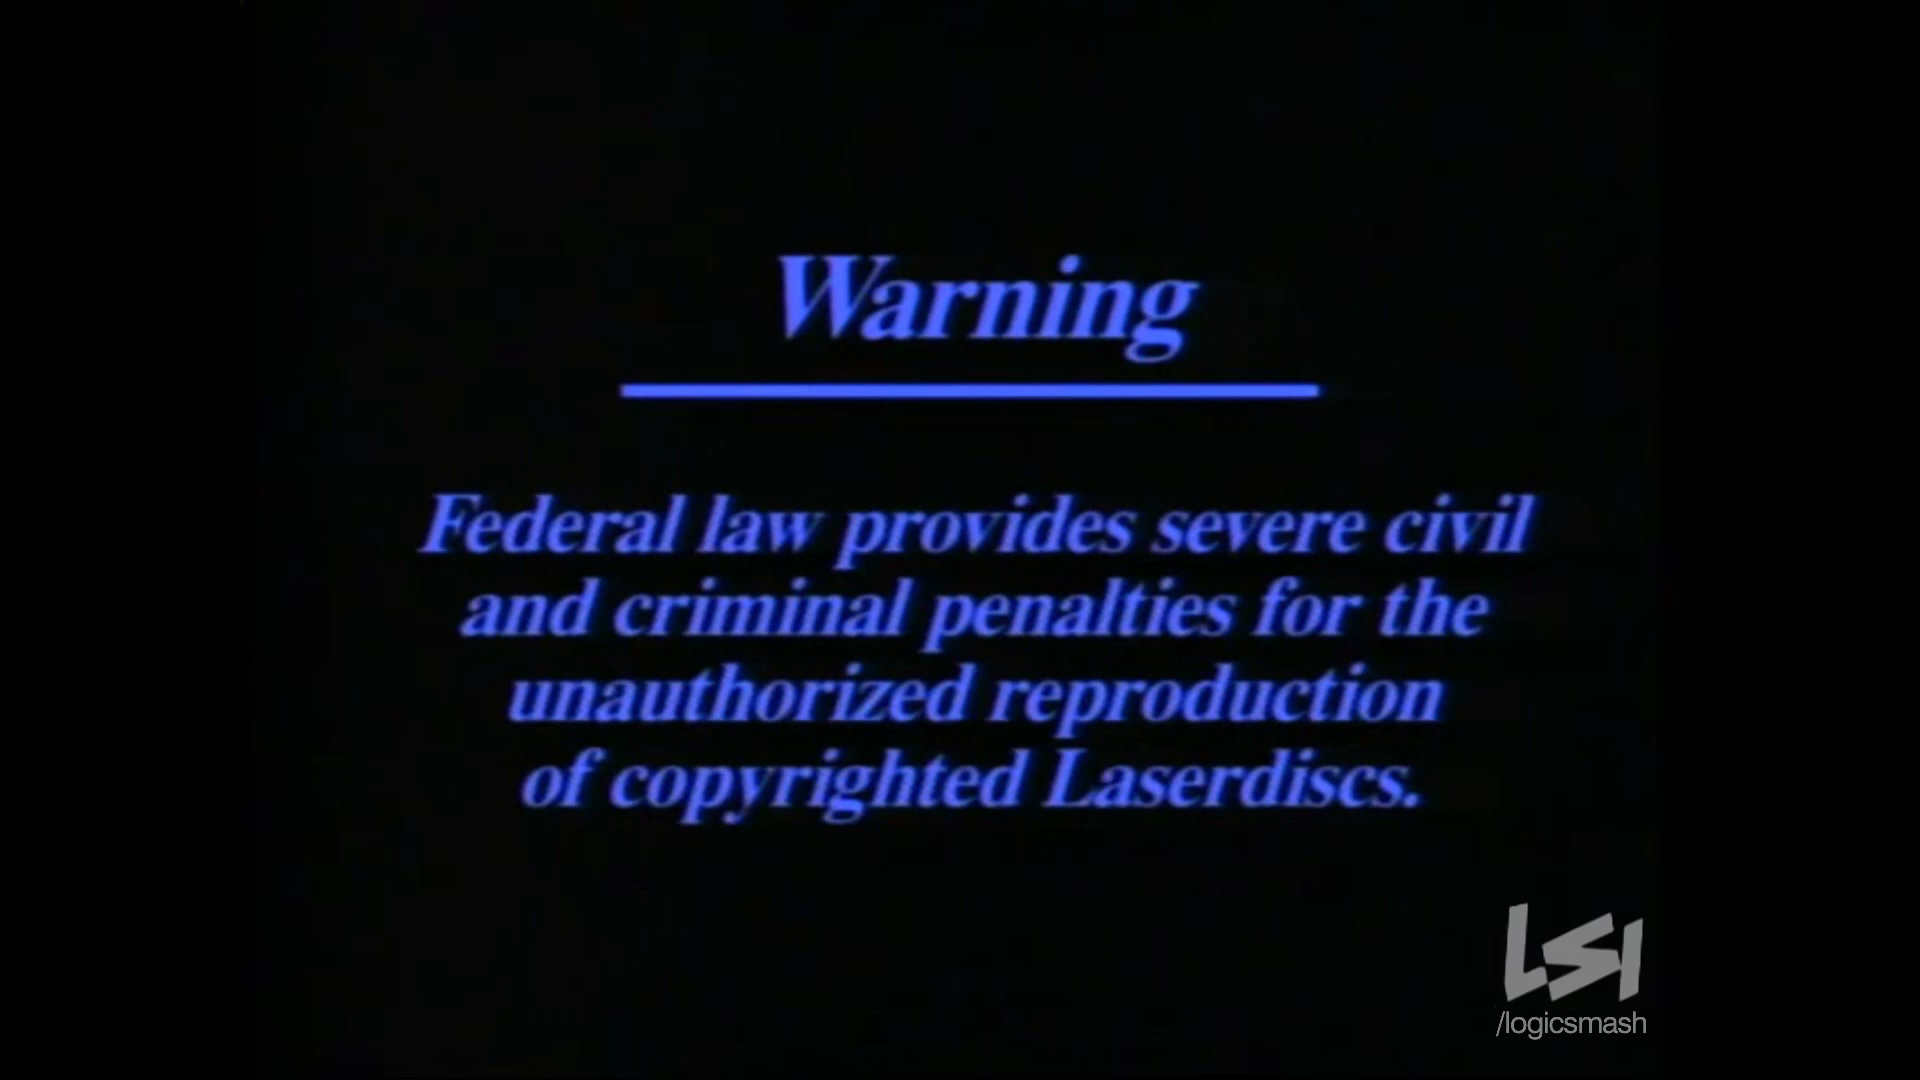 Warning
Federal law provides severe civil
and criminal penalties for the
unauthorized reproduction
of copyrighted Laserdiscs.
LSI
/logicsmash